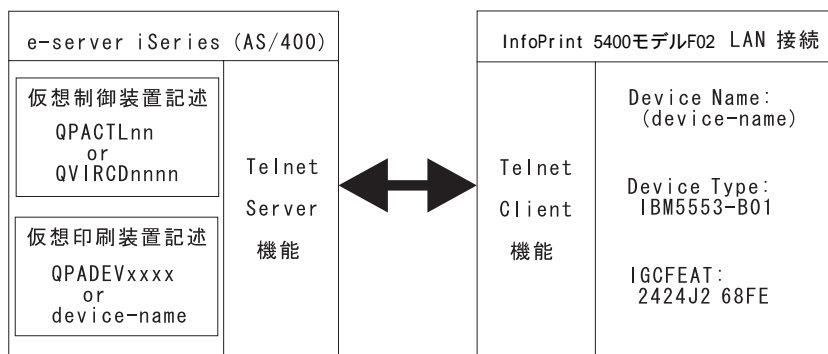 e-server iSeries (AS/400)
仮想制御装置記述
QPACTLnn
or
QVIRCDnnnn
仮想印刷装置記述
QPADEVxxxx
or
device-name
Telnet
Server
機能
InfoPrint 5400モデルF02 LAN 接続
Telnet
Client
機能
Device Name:
(device-name)
Device Type:
IBM5553-B01
IGCFEAT:
2424J2 68FE